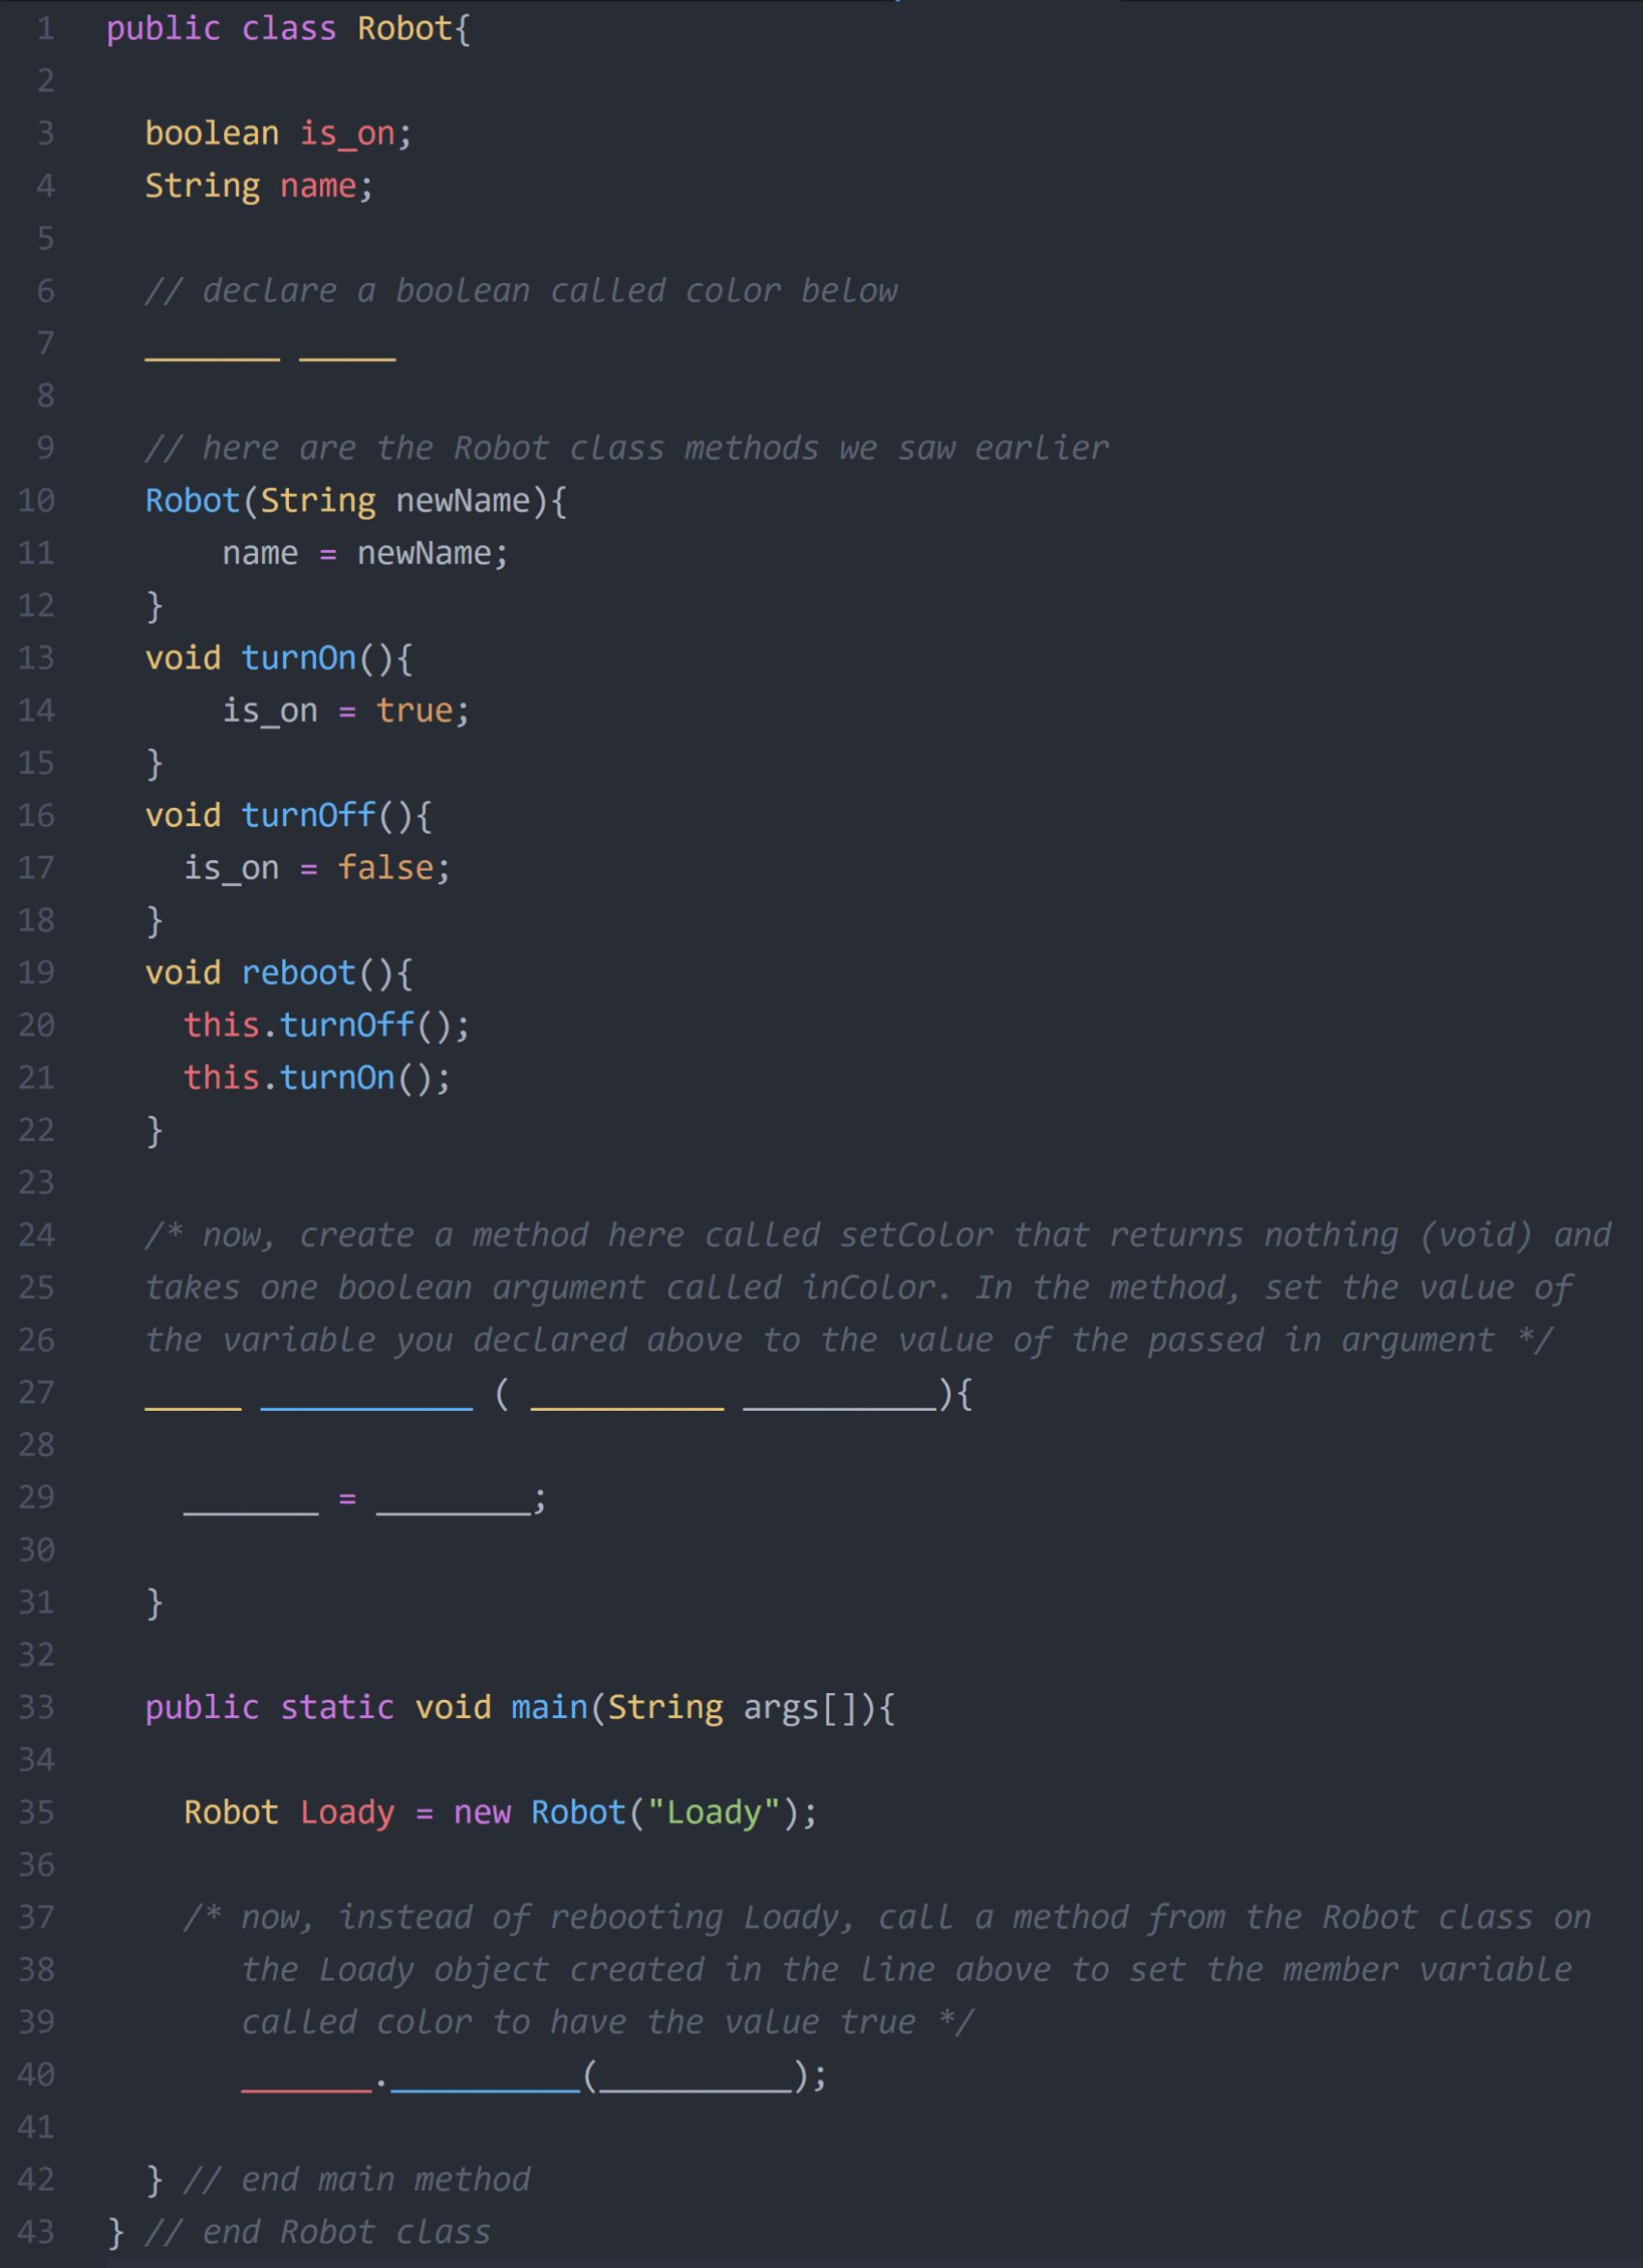 1 public class Robot{
2
3 boolean is_on;
4 String name;
5
6 // declare a boolean called color below
7 _______ _____
8
9 // here are the Robot class methods we saw earlier
10 Robot(String newName){
11 name = newName;
12 }
13 void turnOn(){
14 is_on = true;
15 }
16 void turnOff(){
17 is_on = false;
18 }
19 void reboot(){
20 this.turnOff();
21 this.turnOn();
22 }
23
24 /* now, create a method here called setColor that returns nothing (void) and
25 takes one boolean argument called inColor. In the method, set the value of
26 the variable you declared above to the value of the passed in argument */
27 _____ ___________ ( __________ __________){
28
29 _______ = ________;
30
31 }
32
33 public static void main(String args[]){
34
35 Robot Loady = new Robot("Loady");
36
37 /* now, instead of rebooting Loady, call a method from the Robot class on
38 the Loady object created in the line above to set the member variable
39 called color to have the value true */
40 _______.__________(__________);
41
42 } // end main method
43 } // end Robot class